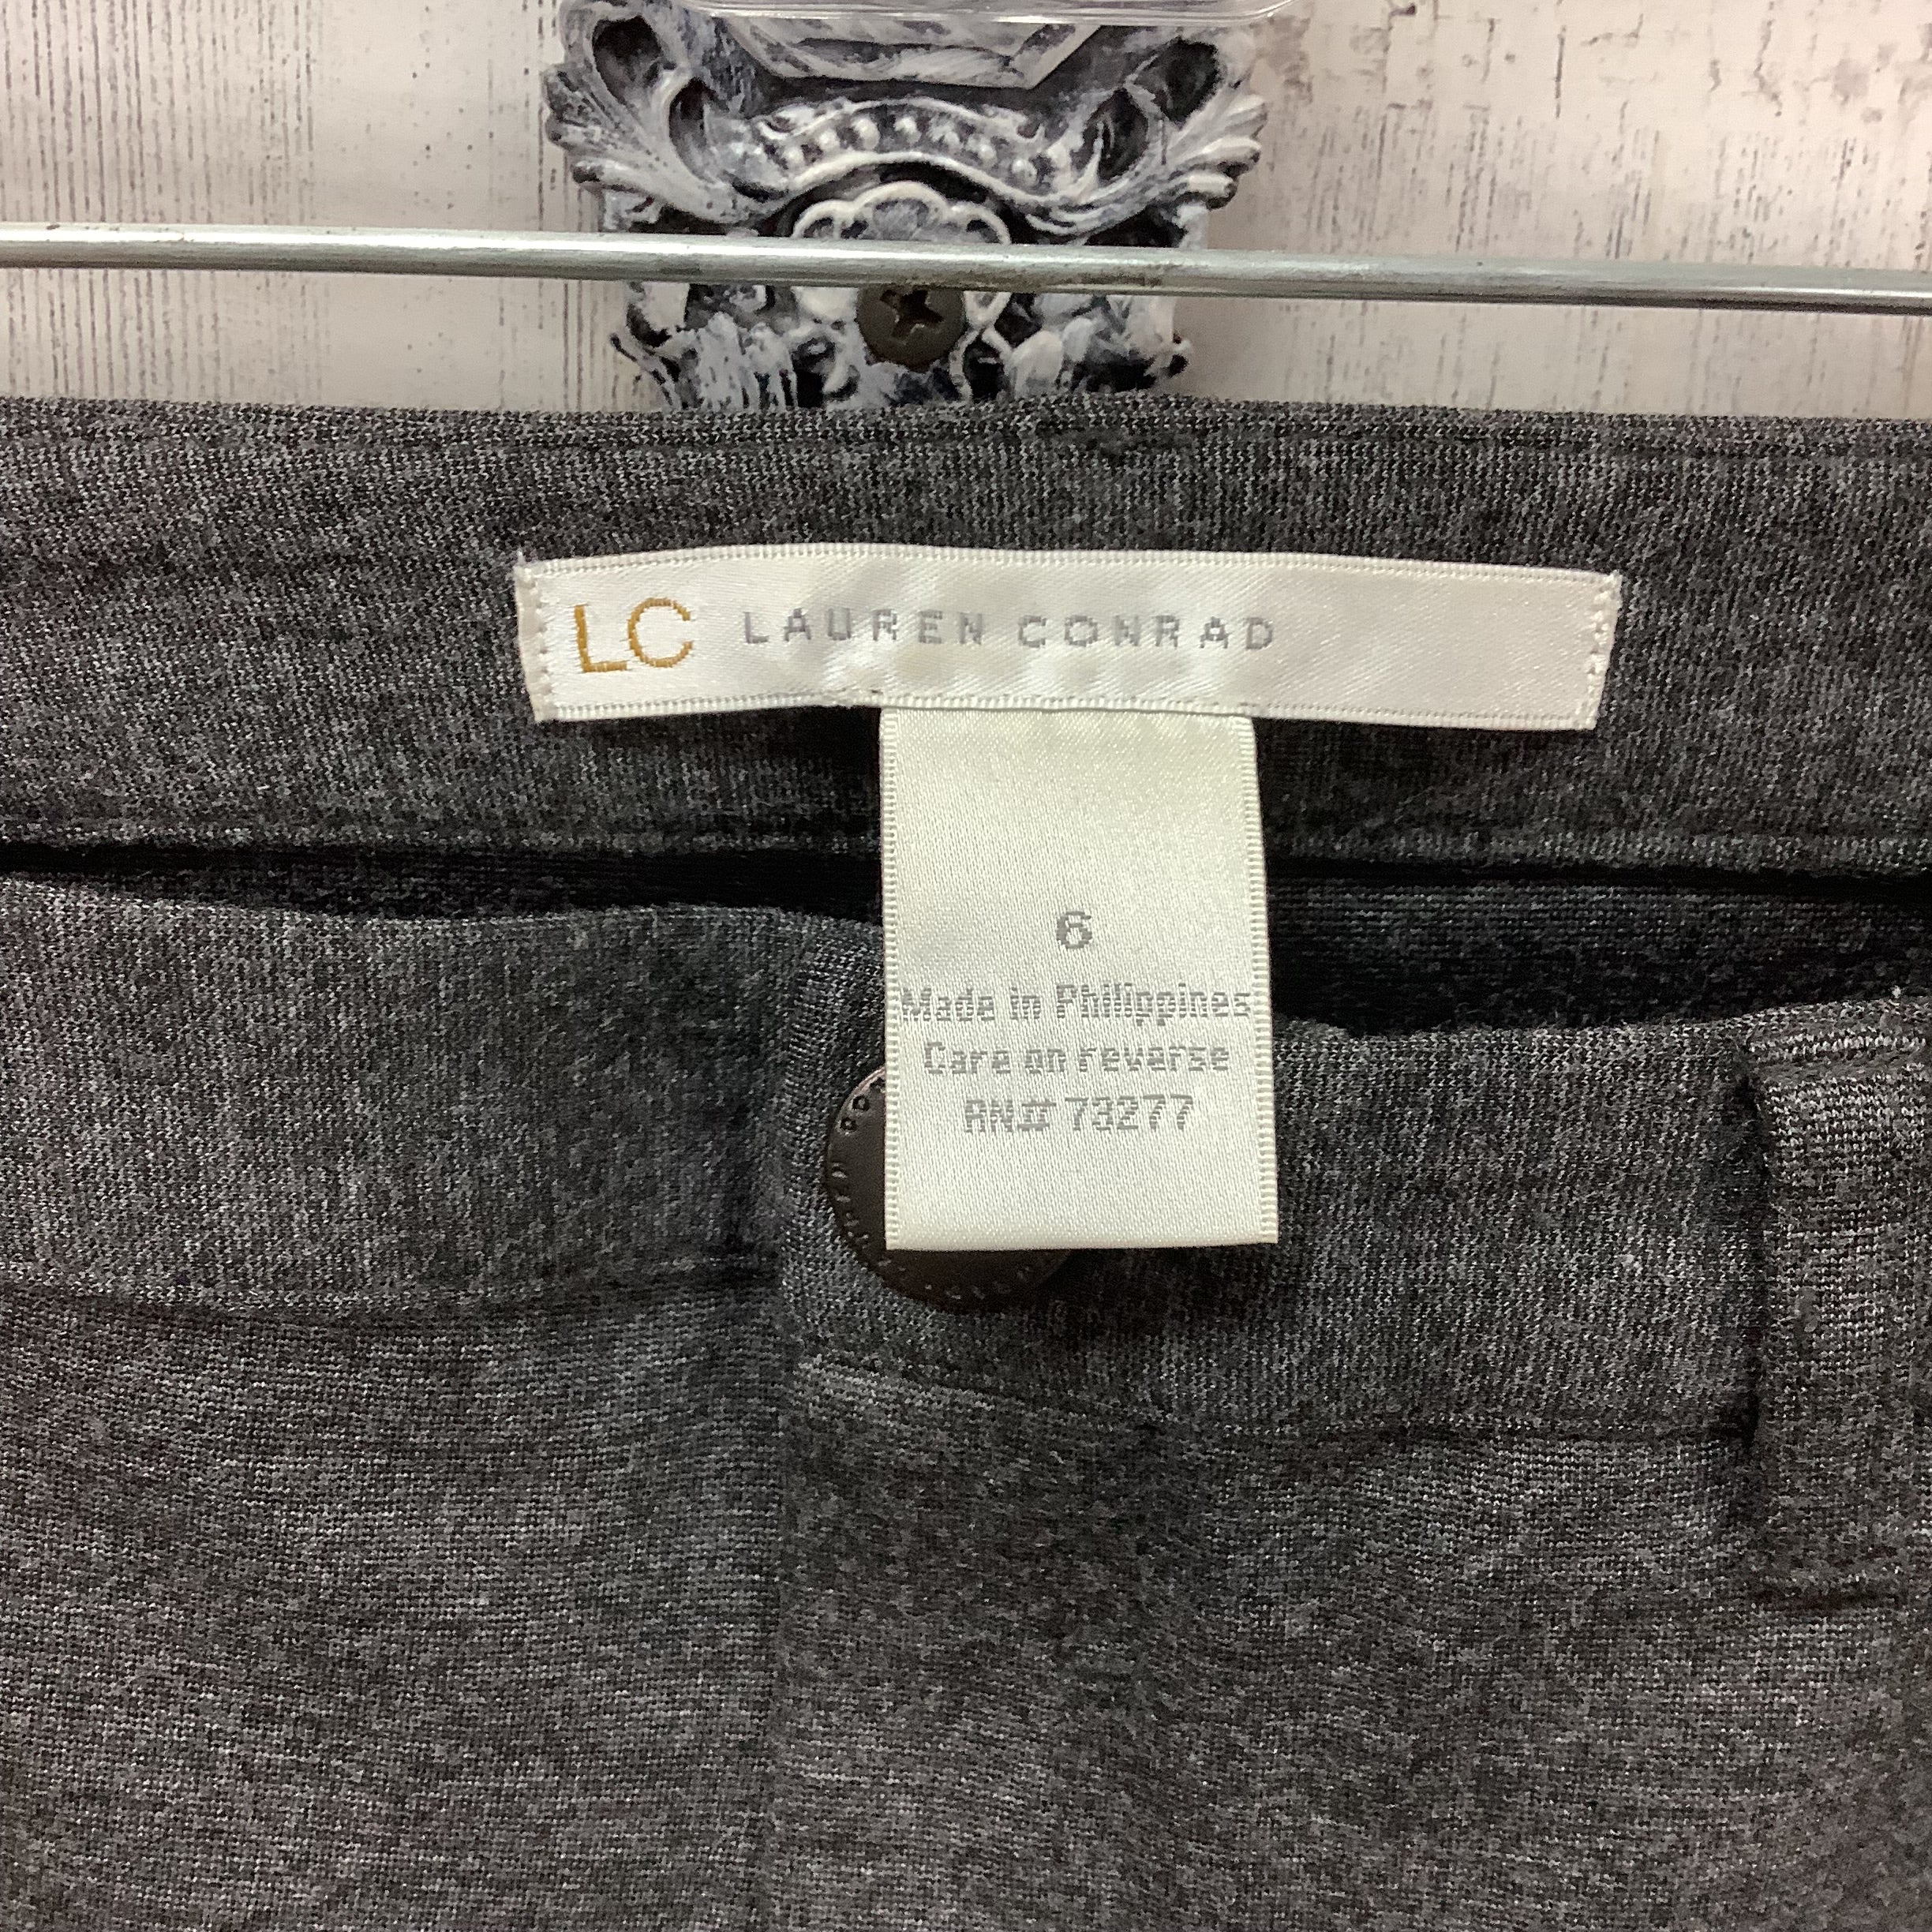 LC LAUREN CONRAD
6
Made in Philippines
Care on reverse
RN# 73277